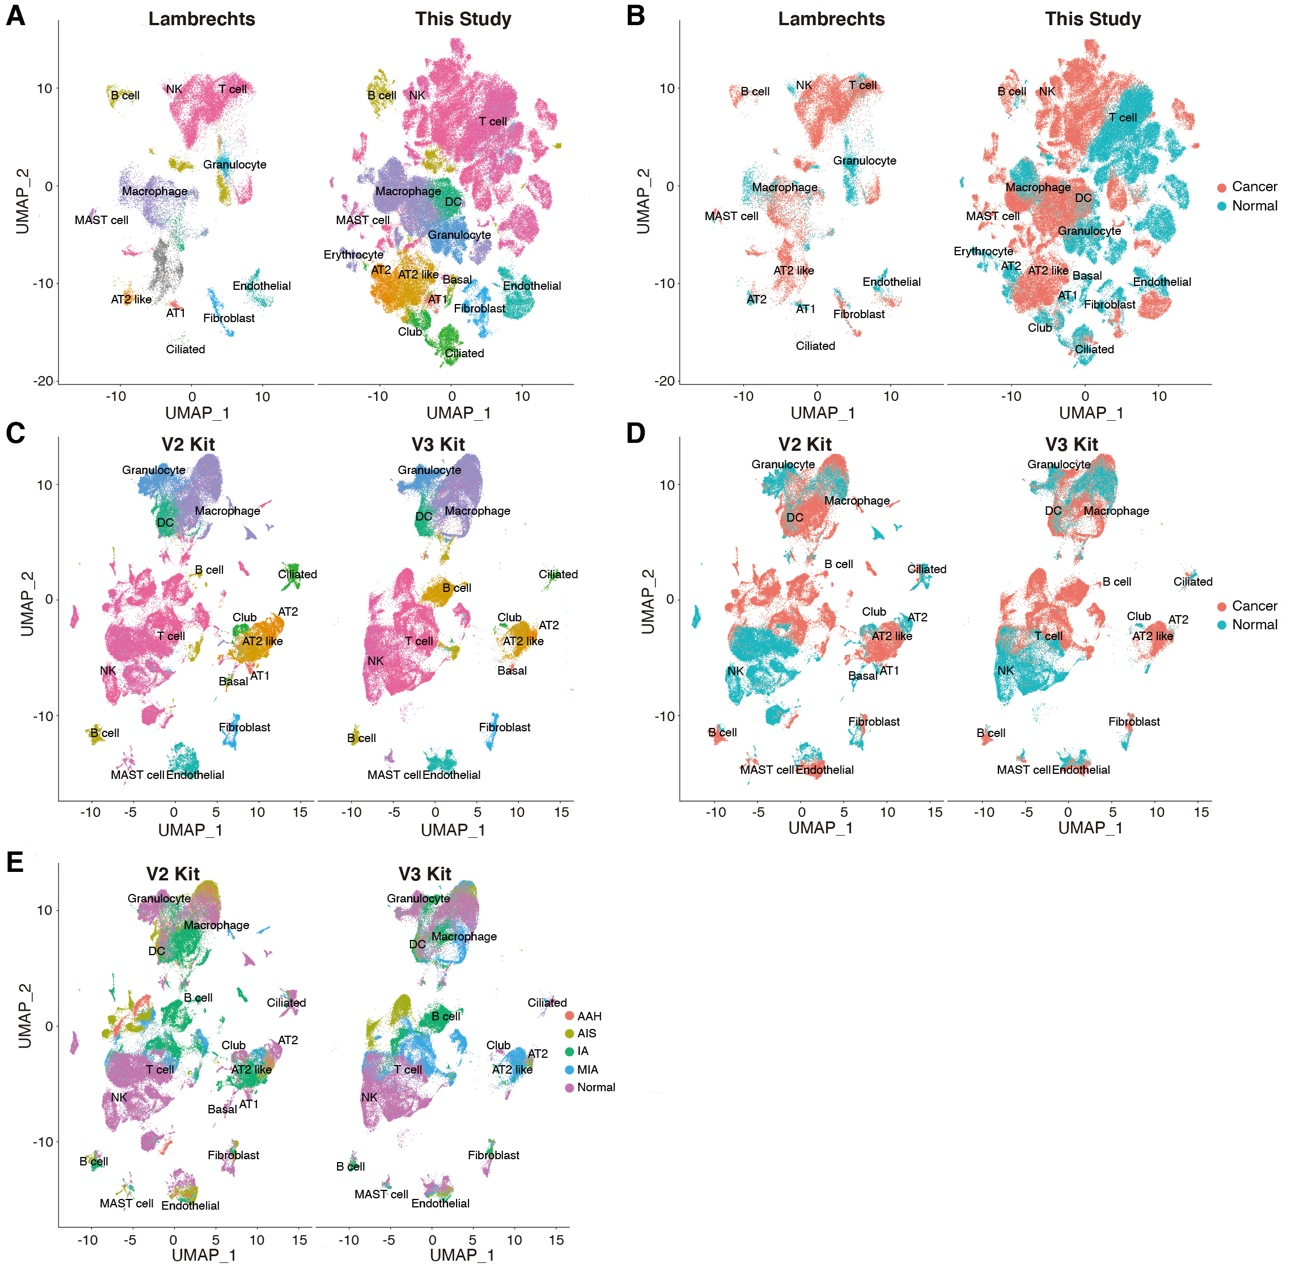 A
Lambrechts
This Study
UMAP_2
10
0
-10
-20
B cell
NK
T cell
Granulocyte
Macrophage
MAST cell
AT2 like
AT1
Endothelial
Fibroblast
Ciliated
B cell
NK
T cell
Macrophage
DC
MAST cell
Granulocyte
Erythrocyte
AT2
AT2 like
Basal
Endothelial
AT1
Fibroblast
Club
Ciliated
-10
0
10
-10
0
10
UMAP_1
UMAP_1
B
Lambrechts
This Study
UMAP_2
10
0
-10
-20
B cell
NK
T cell
Granulocyte
Macrophage
MAST cell
AT2 like
AT2
AT1
Endothelial
Fibroblast
Ciliated
B cell
NK
T cell
Macrophage
DC
MAST cell
Granulocyte
Erythrocyte
AT2
AT2 like
Basal
Endothelial
AT1
Fibroblast
Club
Ciliated
-10
0
10
-10
0
10
UMAP_1
UMAP_1
Cancer
Normal
C
V2 Kit
V3 Kit
UMAP_2
10
0
-10
Granulocyte
Macrophage
DC
B cell
Ciliated
Club
AT2
T cell
AT2 like
NK
Basal
AT1
Fibroblast
B cell
MAST cell
Endothelial
Granulocyte
DC
Macrophage
B cell
Ciliated
Club
AT2
T cell
AT2 like
NK
Basal
Fibroblast
B cell
MAST cell
Endothelial
-10
-5
0
5
10
15
-10
-5
0
5
10
15
UMAP_1
UMAP_1
D
V2 Kit
V3 Kit
UMAP_2
10
0
-10
Granulocyte
Macrophage
DC
B cell
Ciliated
Club
AT2
AT2 like
NK
Basal
AT1
Fibroblast
B cell
MAST cell
Endothelial
Granulocyte
DC
Macrophage
B cell
Ciliated
Club
AT2
T cell
AT2 like
NK
Fibroblast
B cell
MAST cell
Endothelial
-10
-5
0
5
10
15
-10
-5
0
5
10
15
UMAP_1
UMAP_1
Cancer
Normal
E
V2 Kit
V3 Kit
UMAP_2
10
0
-10
Granulocyte
Macrophage
DC
B cell
Ciliated
Club
AT2
T cell
AT2 like
NK
Basal
AT1
Fibroblast
B cell
MAST cell
Endothelial
Granulocyte
DC
Macrophage
Ciliated
B cell
Club
AT2
T cell
AT2 like
NK
Fibroblast
B cell
MAST cell
Endothelial
-10
-5
0
5
10
15
-10
-5
0
5
10
15
UMAP_1
UMAP_1
AAH
AIS
IA
MIA
Normal